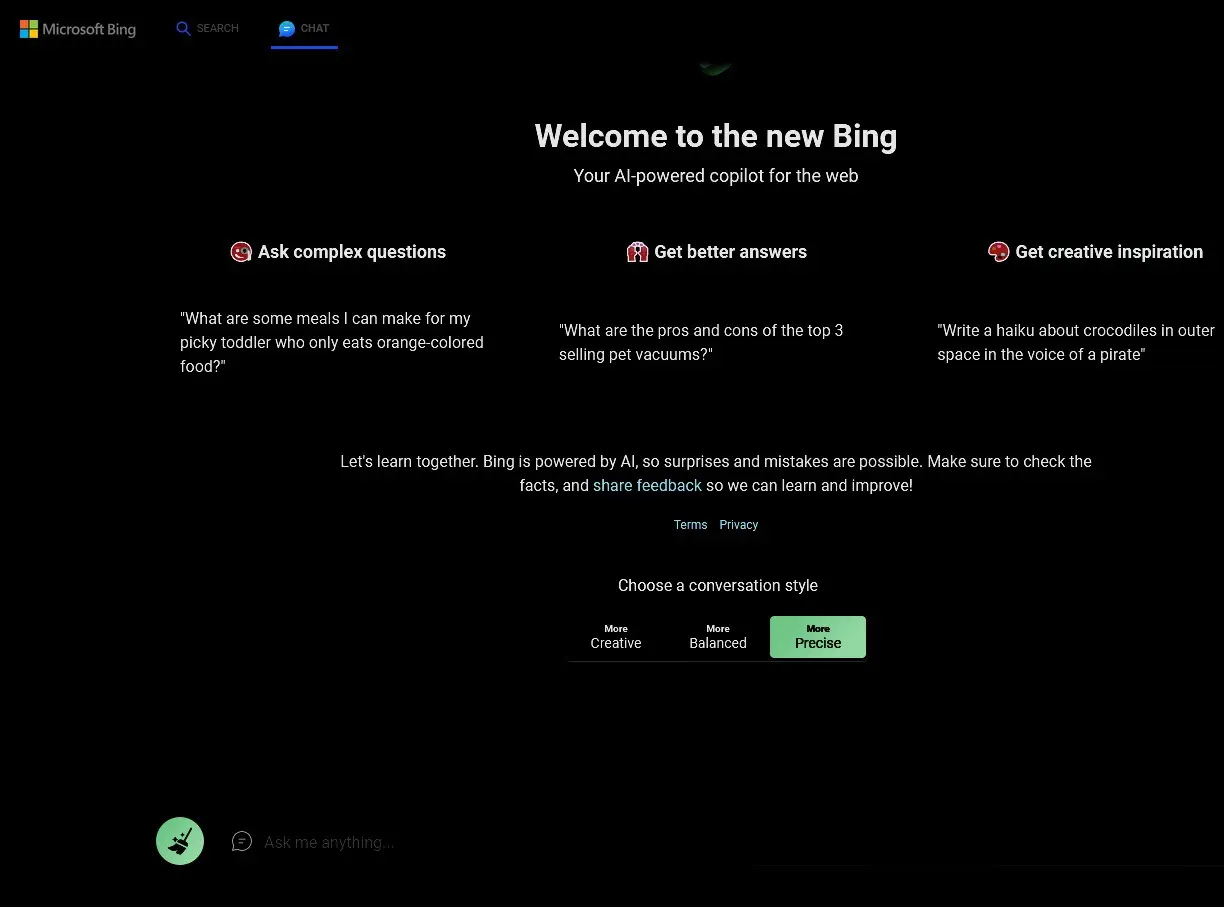 Microsoft Bing
SEARCH
CHAT
Welcome to the new Bing
Your AI-powered copilot for the web
Ask complex questions
Get better answers
Get creative inspiration
"What are some meals I can make for my
picky toddler who only eats orange-colored
food?"
"What are the pros and cons of the top 3
selling pet vacuums?"
"Write a haiku about crocodiles in outer
space in the voice of a pirate"
Let's learn together. Bing is powered by AI, so surprises and mistakes are possible. Make sure to check the
facts, and share feedback so we can learn and improve!
Terms Privacy
Choose a conversation style
More
Creative
More
Balanced
More
Precise
Ask me anything...